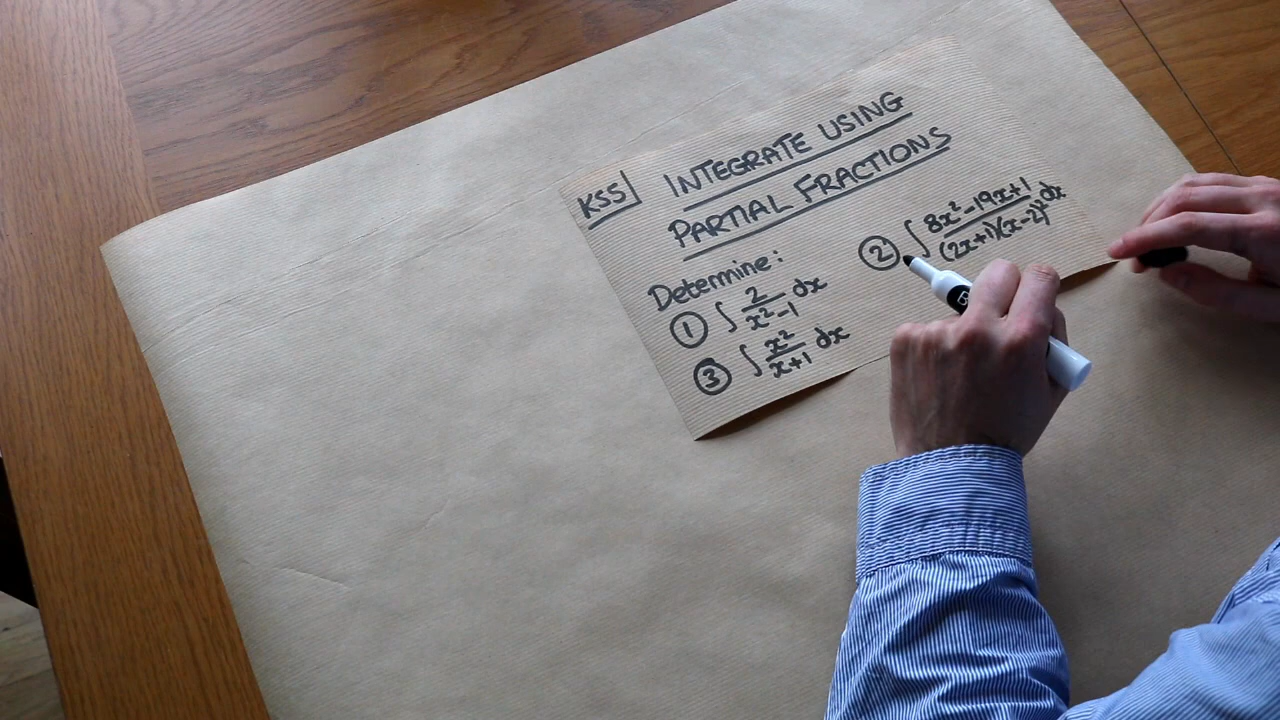 KS5
INTEGRATE USING
PARTIAL FRACTIONS
Determine:
① ∫ 2/(x²-1) dx
② ∫ (8x²-19x+1)/((2x+1)(x-2)²) dx
③ ∫ x²/(x+1) dx